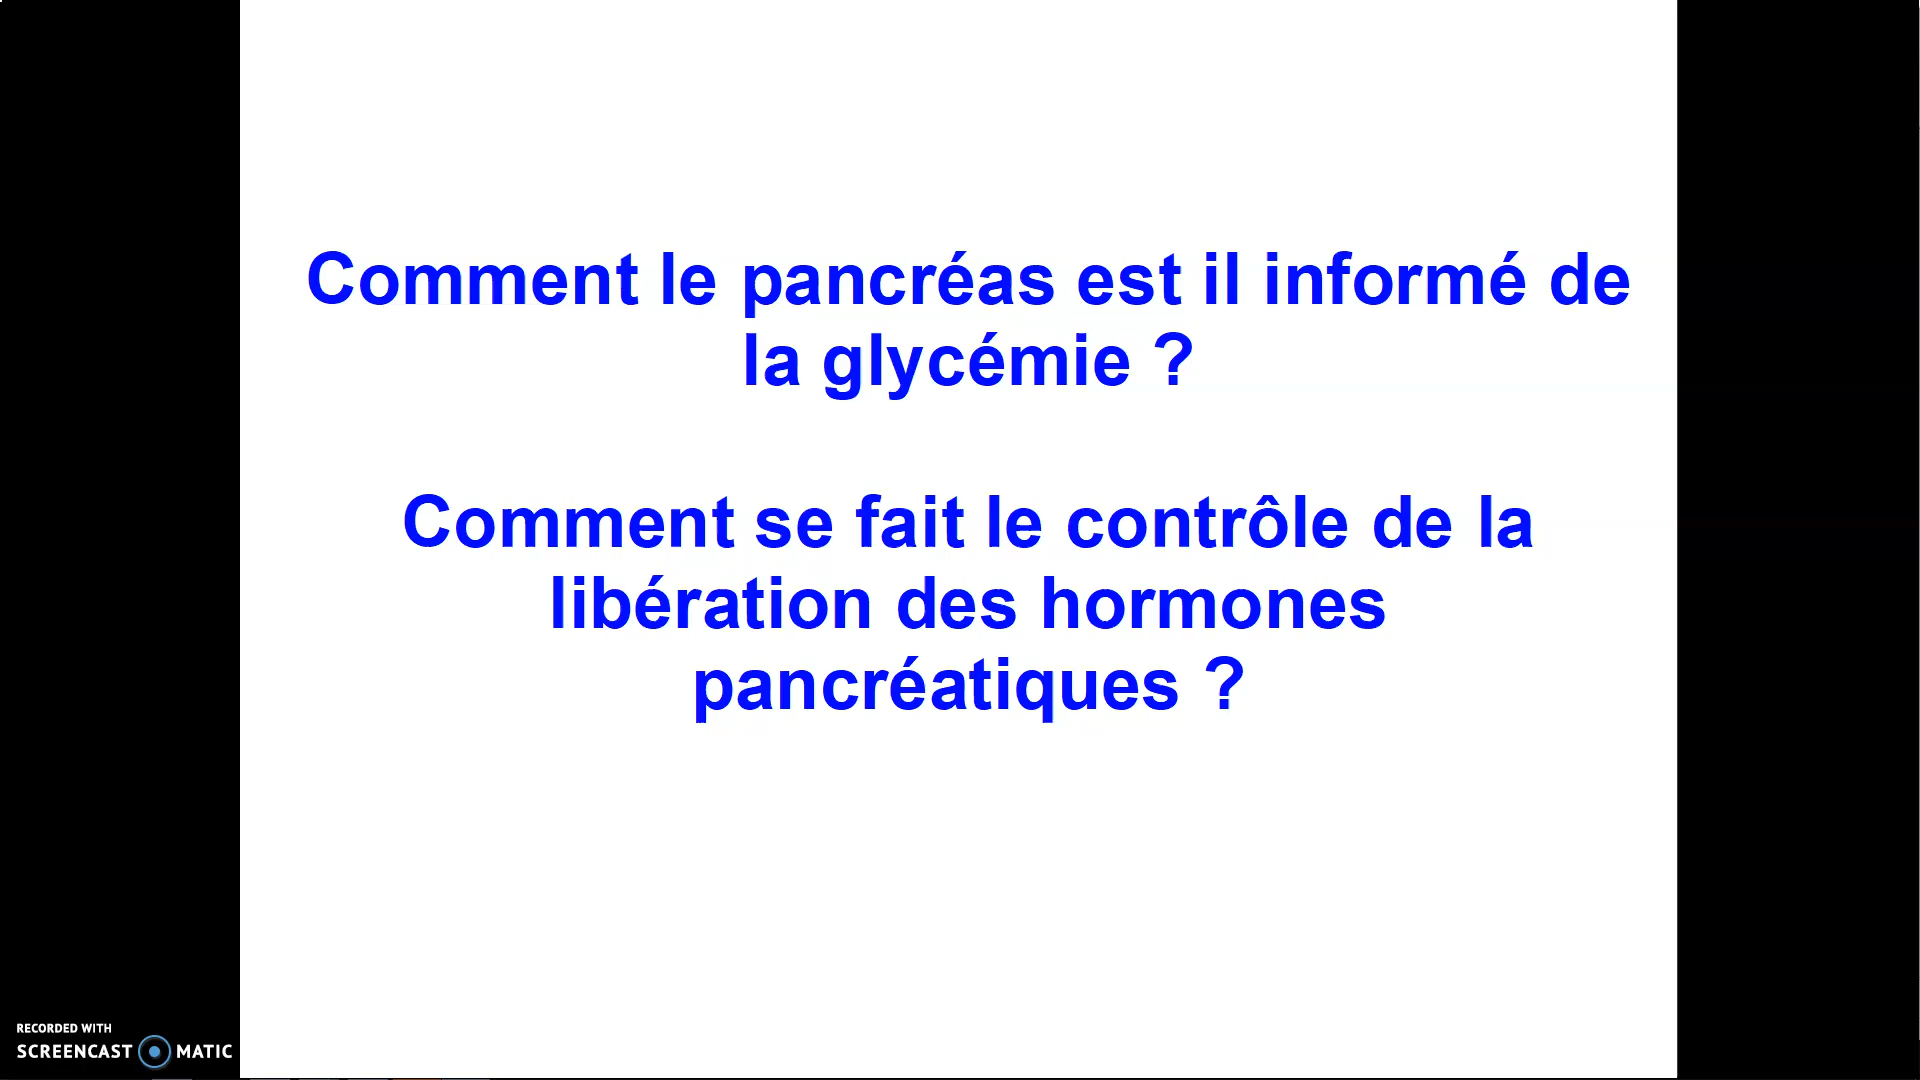 Comment le pancréas est il informé de
la glycémie ?
Comment se fait le contrôle de la
libération des hormones
pancréatiques ?
RECORDED WITH
SCREENCAST MATIC